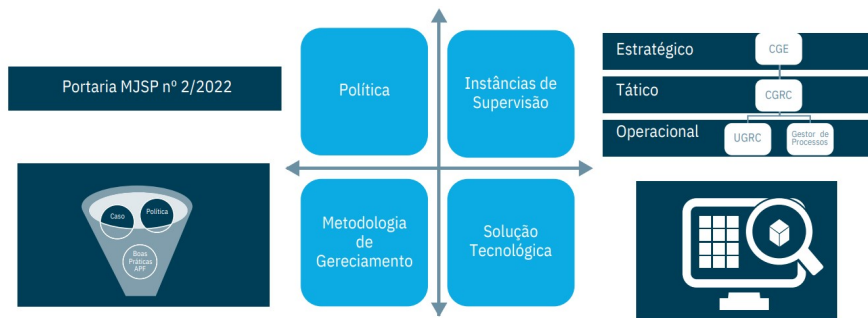 Portaria MJSP nº 2/2022
Política
Instâncias de
Supervisão
Estratégico
CGE
Tático
CGRC
Operacional
UGRC
Gestor de
Processos
Caso
Política
Boas
Práticas
APF
Metodologia
de
Gereciamento
Solução
Tecnológica